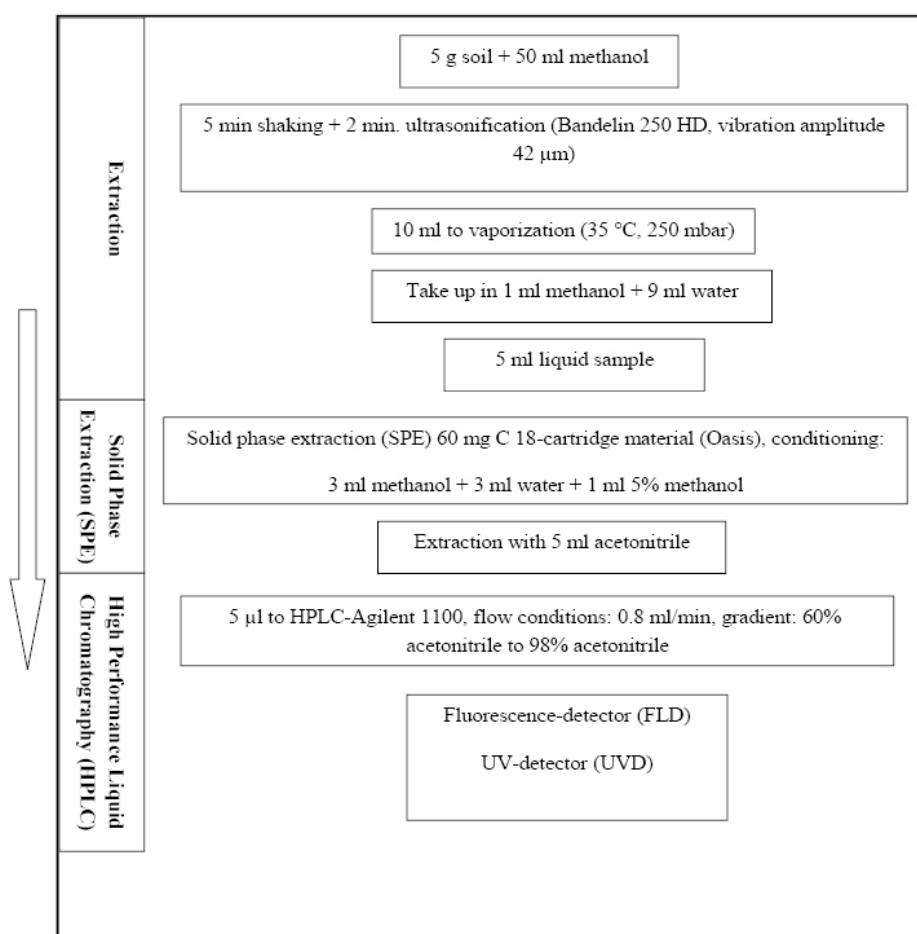 Extraction
5 g soil + 50 ml methanol
5 min shaking + 2 min. ultrasonification (Bandelin 250 HD, vibration amplitude
42 µm)
10 ml to vaporization (35 °C, 250 mbar)
Take up in 1 ml methanol + 9 ml water
5 ml liquid sample
Solid Phase
Extraction (SPE)
Solid phase extraction (SPE) 60 mg C 18-cartridge material (Oasis), conditioning:
3 ml methanol + 3 ml water + 1 ml 5% methanol
Extraction with 5 ml acetonitrile
High Performance Liquid
Chromatography (HPLC)
5 µl to HPLC-Agilent 1100, flow conditions: 0.8 ml/min, gradient: 60%
acetonitrile to 98% acetonitrile
Fluorescence-detector (FLD)
UV-detector (UVD)